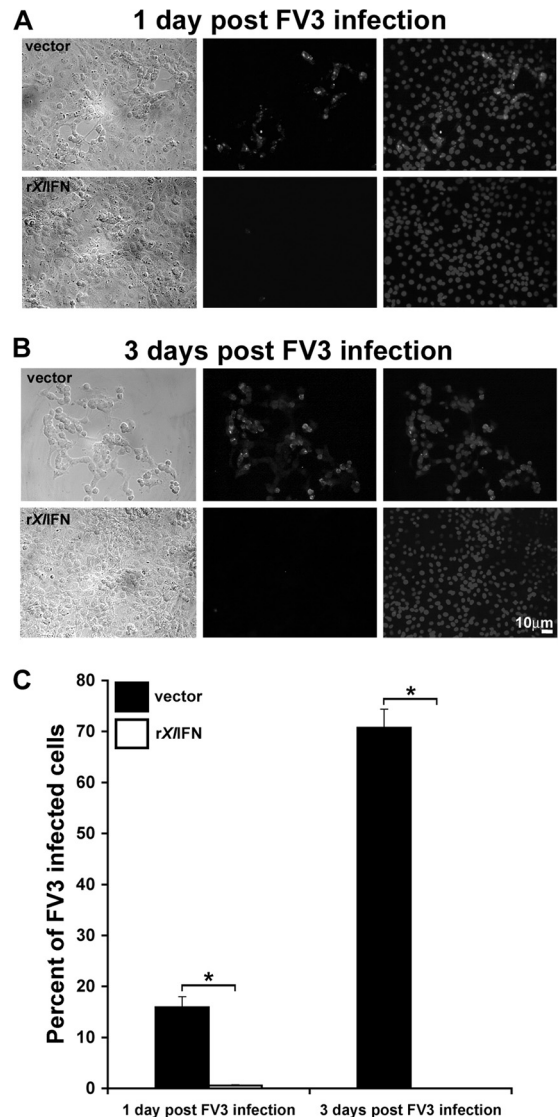 A
1 day post FV3 infection
vector
rXlIFN
B
3 days post FV3 infection
vector
rXlIFN
10μm
C
Percent of FV3 infected cells
80
70
60
50
40
30
20
10
0
vector
rXlIFN
*
*
1 day post FV3 infection
3 days post FV3 infection